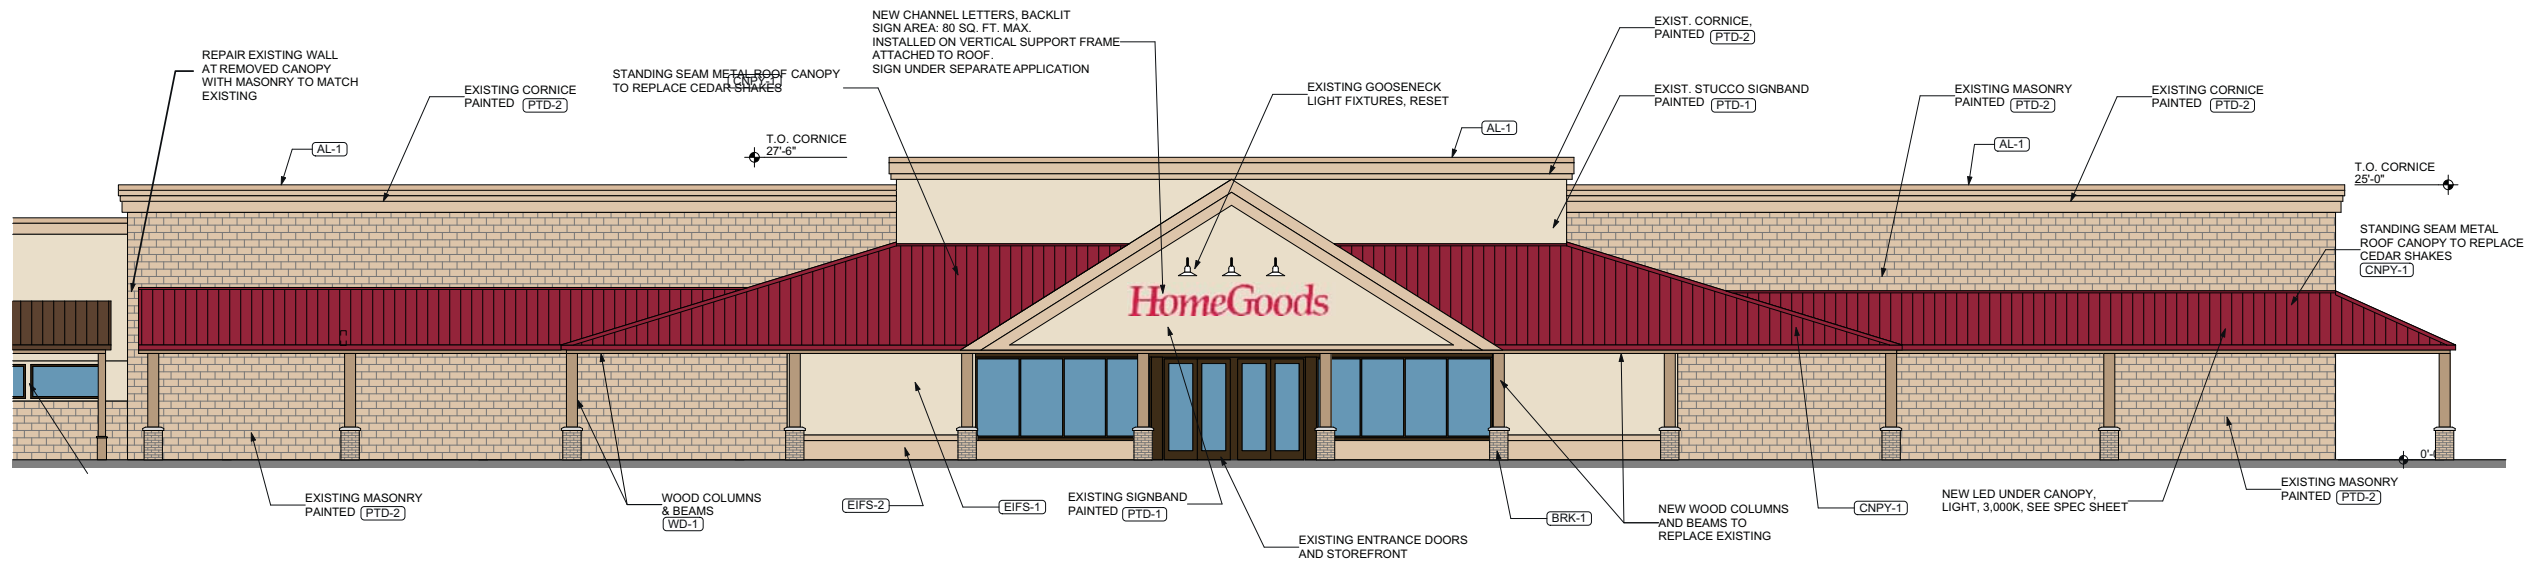 NEW CHANNEL LETTERS, BACKLIT
SIGN AREA: 80 SQ. FT. MAX.
INSTALLED ON VERTICAL SUPPORT FRAME
ATTACHED TO ROOF.
SIGN UNDER SEPARATE APPLICATION
EXIST. CORNICE,
PAINTED PTD-2
REPAIR EXISTING WALL
AT REMOVED CANOPY
WITH MASONRY TO MATCH
EXISTING
STANDING SEAM METAL ROOF CANOPY
CNPY-1
TO REPLACE CEDAR SHAKES
EXISTING CORNICE
PAINTED PTD-2
EXISTING GOOSENECK
LIGHT FIXTURES, RESET
EXIST. STUCCO SIGNBAND
PAINTED PTD-1
EXISTING MASONRY
PAINTED PTD-2
EXISTING CORNICE
PAINTED PTD-2
AL-1
T.O. CORNICE
27'-6"
AL-1
AL-1
T.O. CORNICE
25'-0"
STANDING SEAM METAL
ROOF CANOPY TO REPLACE
CEDAR SHAKES
CNPY-1
HomeGoods
EXISTING MASONRY
PAINTED PTD-2
WOOD COLUMNS
& BEAMS
WD-1
EIFS-2
EIFS-1
EXISTING SIGNBAND
PAINTED PTD-1
EXISTING ENTRANCE DOORS
AND STOREFRONT
BRK-1
NEW WOOD COLUMNS
AND BEAMS TO
REPLACE EXISTING
CNPY-1
NEW LED UNDER CANOPY,
LIGHT, 3,000K, SEE SPEC SHEET
EXISTING MASONRY
PAINTED PTD-2